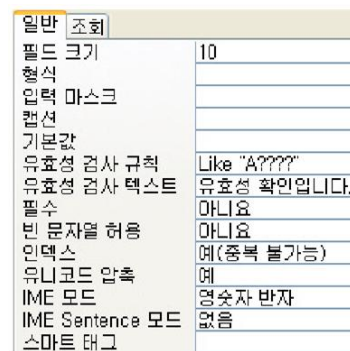 일반 조회
필드 크기 10
형식
입력 마스크
캡션
기본값
유효성 검사 규칙 Like "A????"
유효성 검사 텍스트 유효성 확인입니다.
필수 아니요
빈 문자열 허용 아니요
인덱스 예(중복 불가능)
유니코드 압축 예
IME 모드 영숫자 반자
IME Sentence 모드 없음
스마트 태그